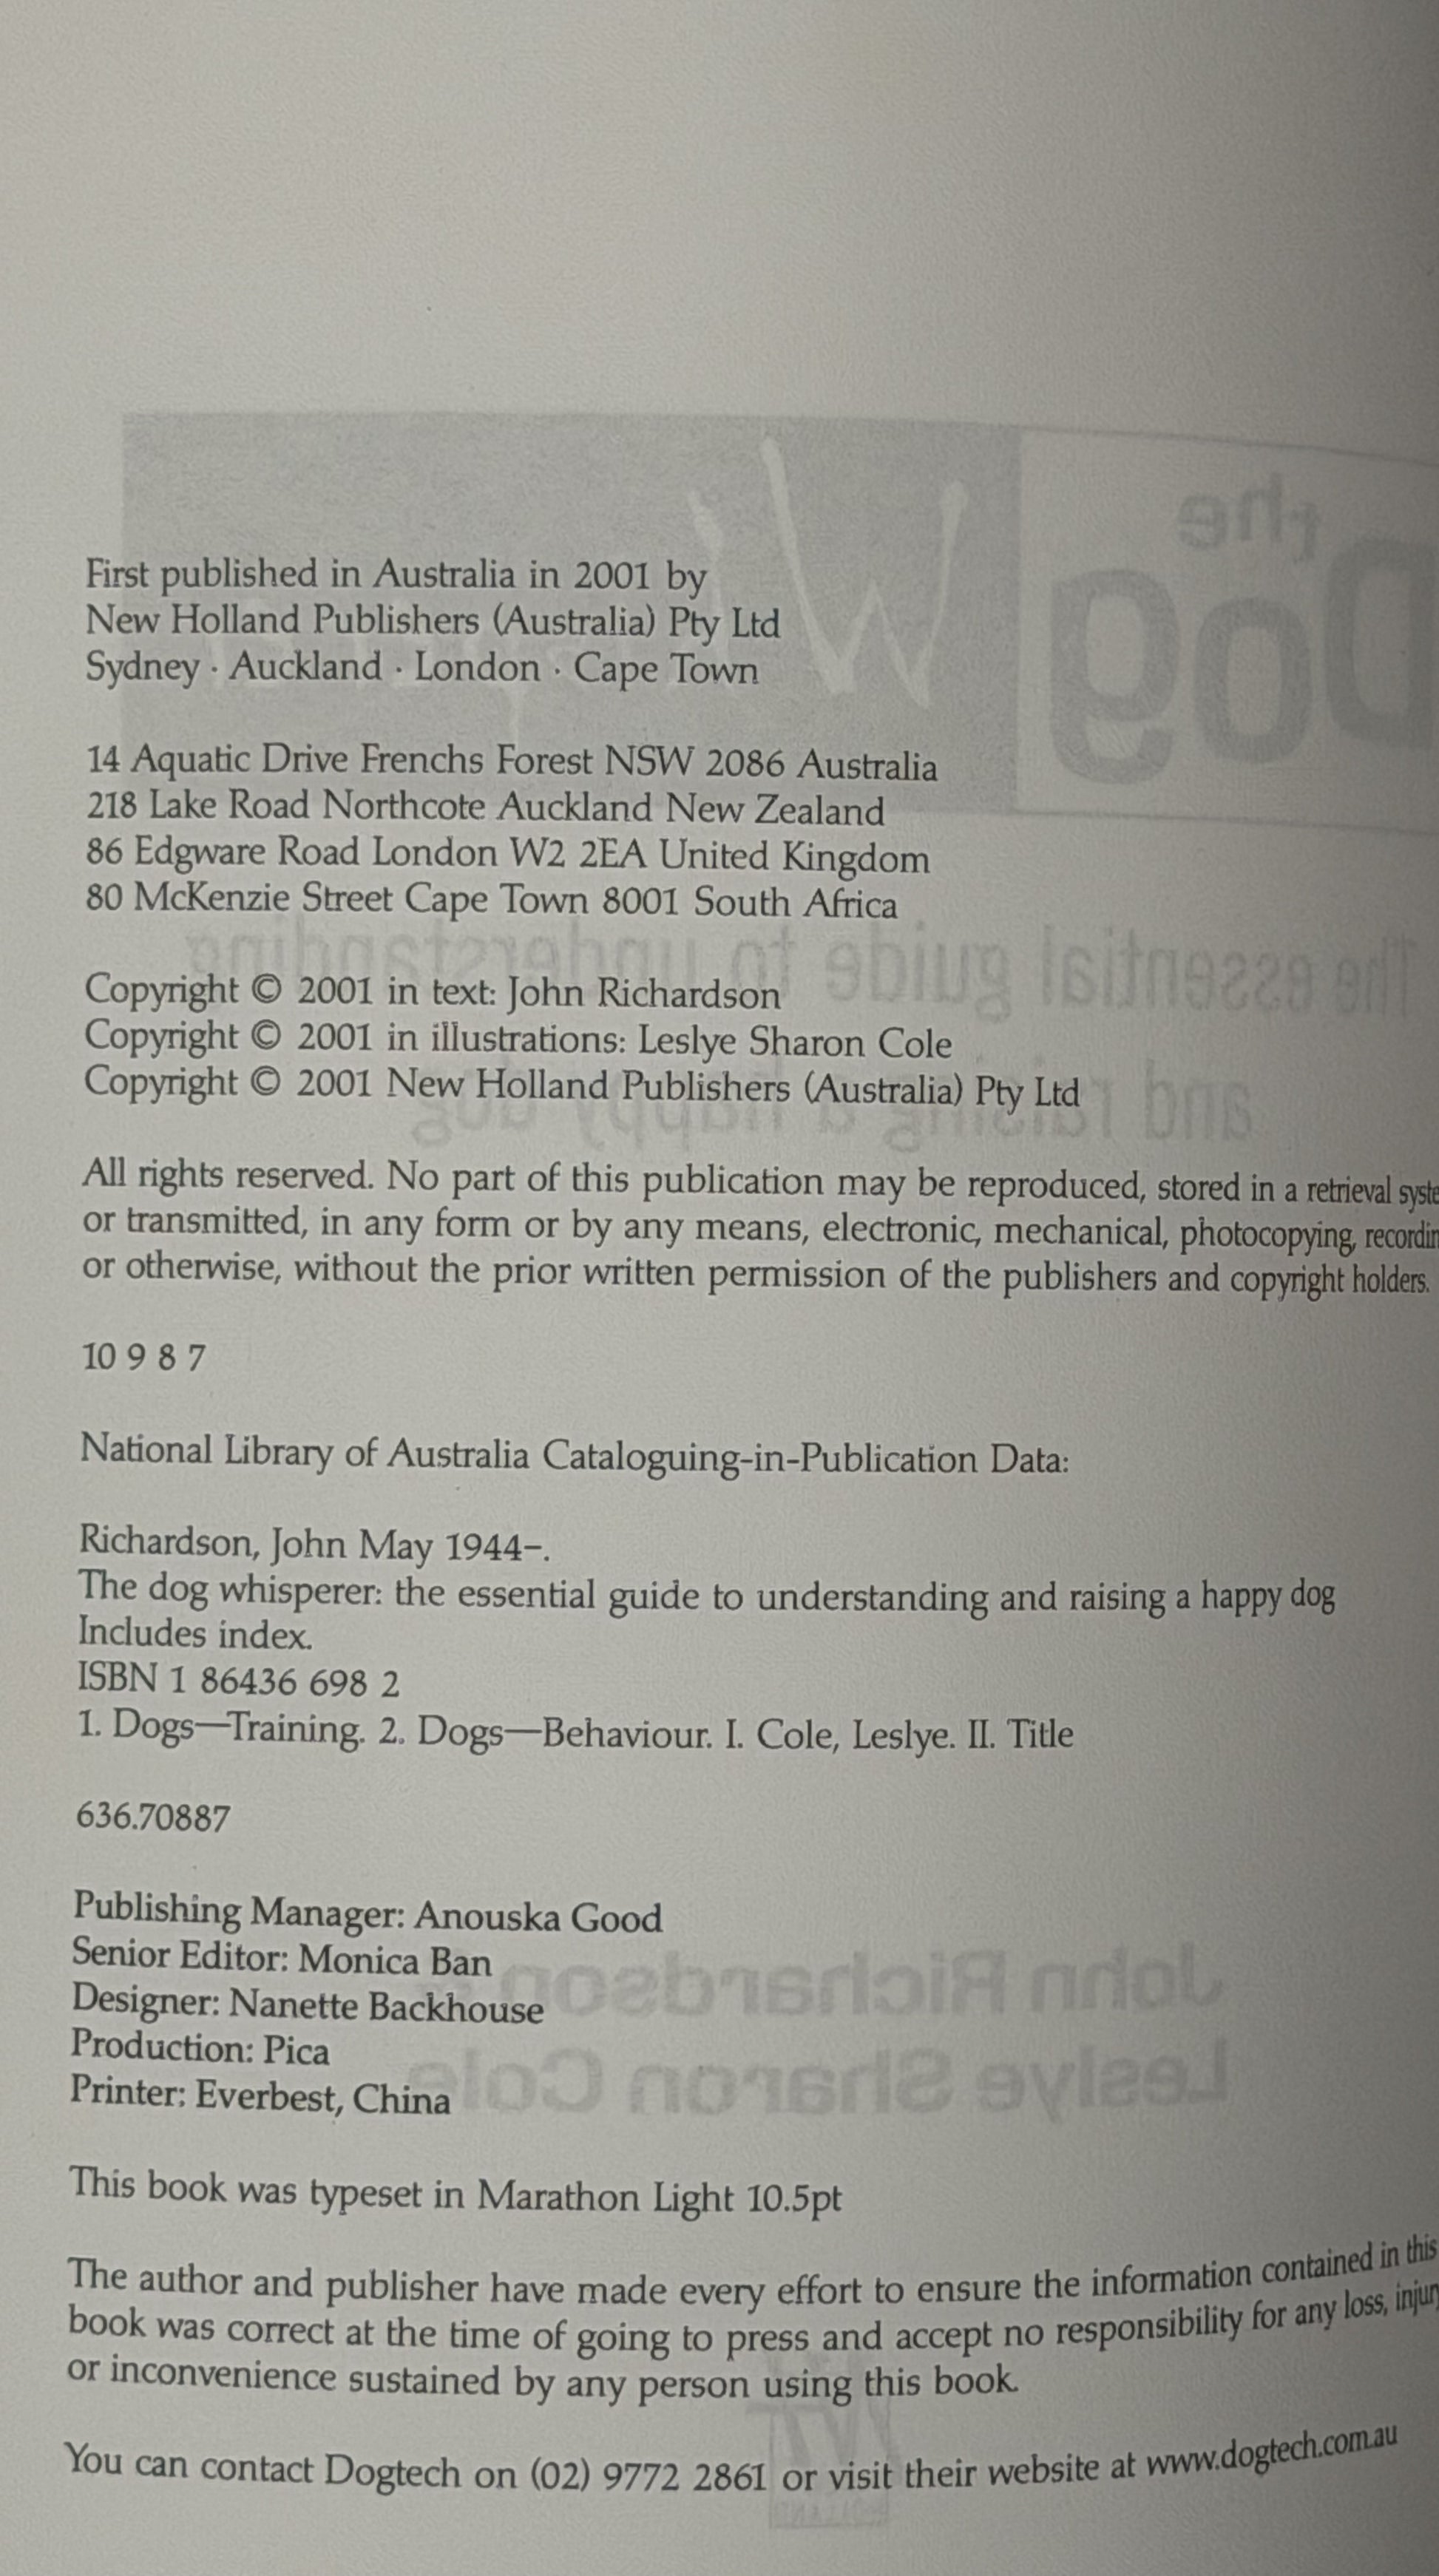 First published in Australia in 2001 by
New Holland Publishers (Australia) Pty Ltd
Sydney · Auckland · London · Cape Town
14 Aquatic Drive Frenchs Forest NSW 2086 Australia
218 Lake Road Northcote Auckland New Zealand
86 Edgware Road London W2 2EA United Kingdom
80 McKenzie Street Cape Town 8001 South Africa
Copyright © 2001 in text: John Richardson
Copyright © 2001 in illustrations: Leslye Sharon Cole
Copyright © 2001 New Holland Publishers (Australia) Pty Ltd
All rights reserved. No part of this publication may be reproduced, stored in a retrieval syste
or transmitted, in any form or by any means, electronic, mechanical, photocopying, recordin
or otherwise, without the prior written permission of the publishers and copyright holders.
10 9 8 7
National Library of Australia Cataloguing-in-Publication Data:
Richardson, John May 1944–.
The dog whisperer: the essential guide to understanding and raising a happy dog
Includes index.
ISBN 1 86436 698 2
1. Dogs—Training. 2. Dogs—Behaviour. I. Cole, Leslye. II. Title
636.70887
Publishing Manager: Anouska Good
Senior Editor: Monica Ban
Designer: Nanette Backhouse
Production: Pica
Printer: Everbest, China
This book was typeset in Marathon Light 10.5pt
The author and publisher have made every effort to ensure the information contained in this
book was correct at the time of going to press and accept no responsibility for any loss, injur
or inconvenience sustained by any person using this book.
You can contact Dogtech on (02) 9772 2861 or visit their website at www.dogtech.com.au